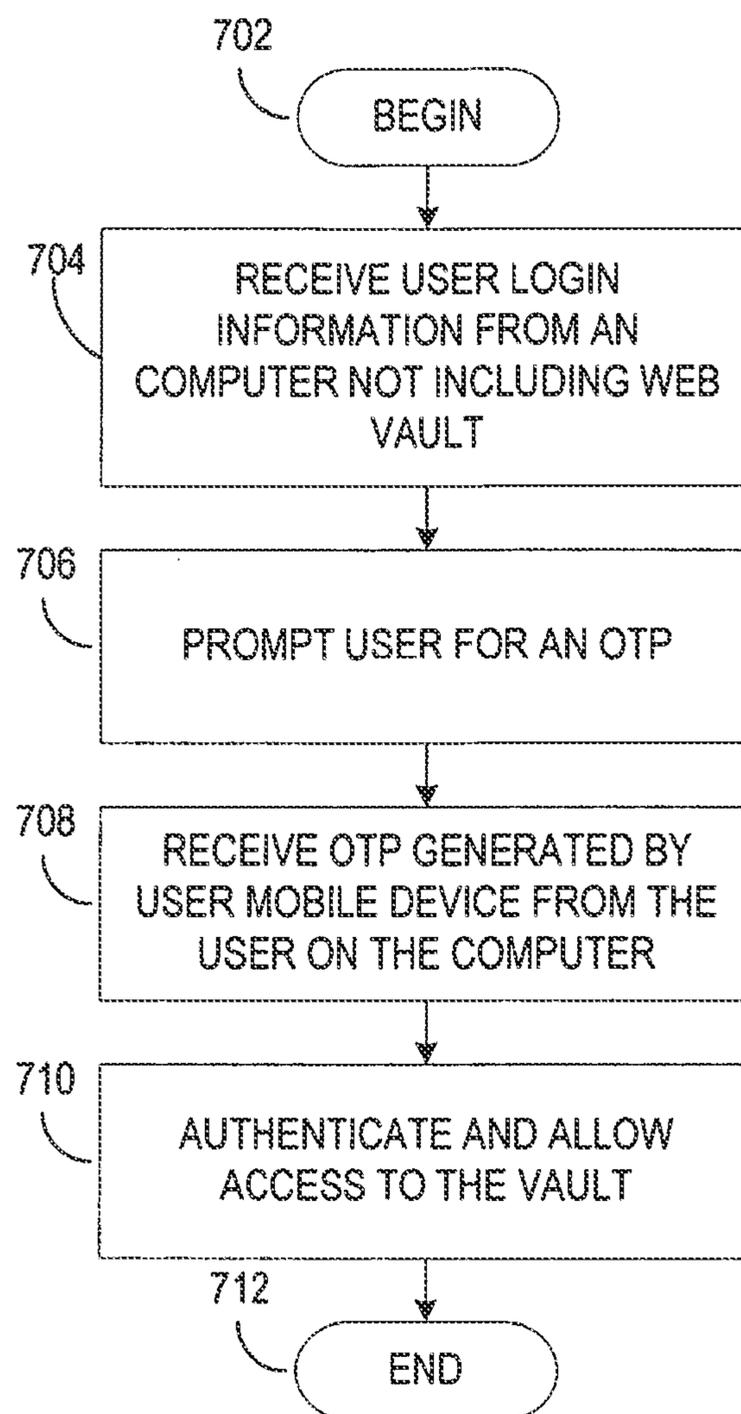 702
BEGIN
704
RECEIVE USER LOGIN
INFORMATION FROM AN
COMPUTER NOT INCLUDING WEB
VAULT
706
PROMPT USER FOR AN OTP
708
RECEIVE OTP GENERATED BY
USER MOBILE DEVICE FROM THE
USER ON THE COMPUTER
710
AUTHENTICATE AND ALLOW
ACCESS TO THE VAULT
712
END